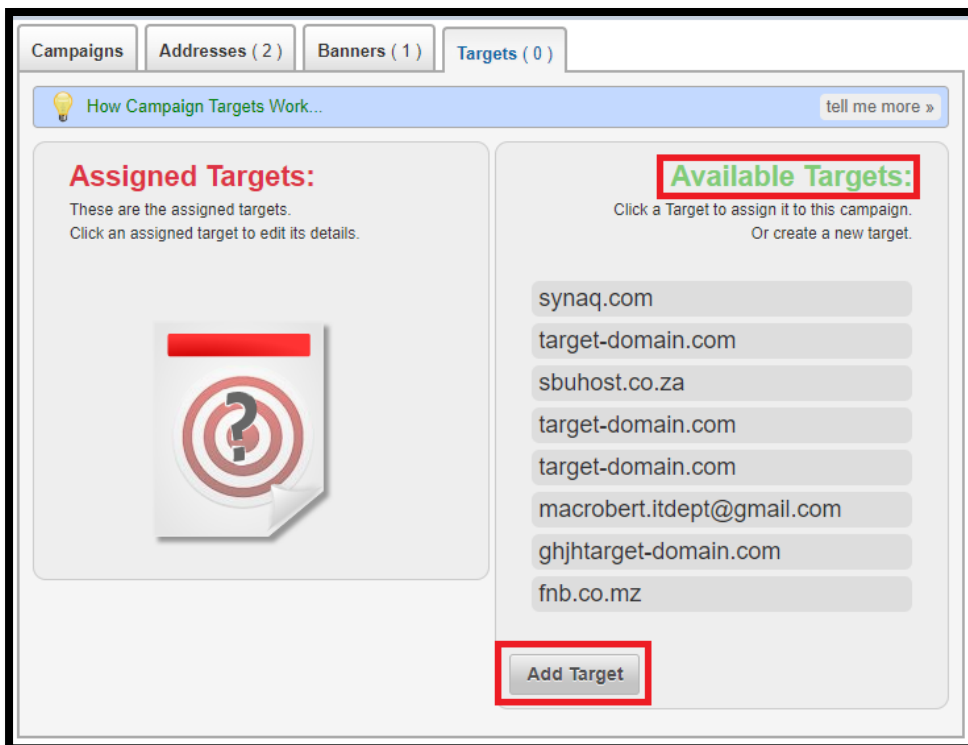 Campaigns
Addresses ( 2 )
Banners ( 1 )
Targets ( 0 )
How Campaign Targets Work...
tell me more »
Assigned Targets:
These are the assigned targets.
Click an assigned target to edit its details.
?
Available Targets:
Click a Target to assign it to this campaign.
Or create a new target.
synaq.com
target-domain.com
sbuhost.co.za
target-domain.com
target-domain.com
macrobert.itdept@gmail.com
ghjhtarget-domain.com
fnb.co.mz
Add Target